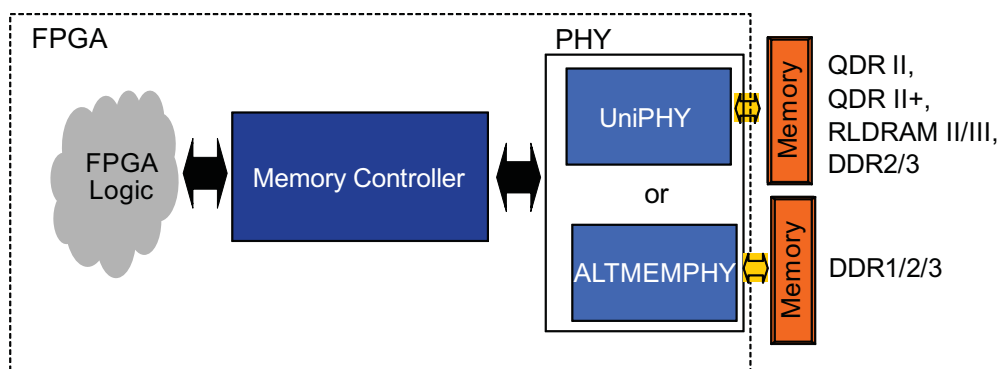 FPGA
PHY
FPGA
Logic
Memory Controller
UniPHY
or
ALTMEMPHY
Memory
QDR II,
QDR II+,
RLDRAM II/III,
DDR2/3
Memory
DDR1/2/3